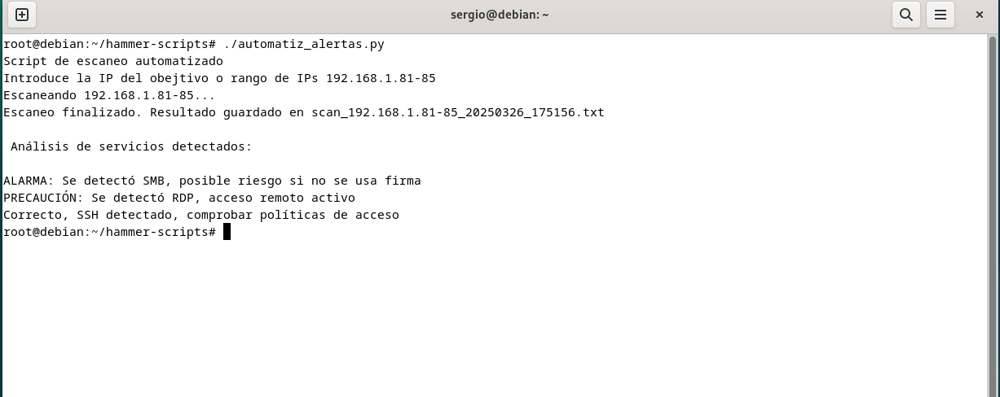 sergio@debian: ~
root@debian:~/hammer-scripts# ./automatiz_alertas.py
Script de escaneo automatizado
Introduce la IP del obejtivo o rango de IPs 192.168.1.81-85
Escaneando 192.168.1.81-85...
Escaneo finalizado. Resultado guardado en scan_192.168.1.81-85_20250326_175156.txt
Análisis de servicios detectados:
ALARMA: Se detectó SMB, posible riesgo si no se usa firma
PRECAUCIÓN: Se detectó RDP, acceso remoto activo
Correcto, SSH detectado, comprobar políticas de acceso
root@debian:~/hammer-scripts#